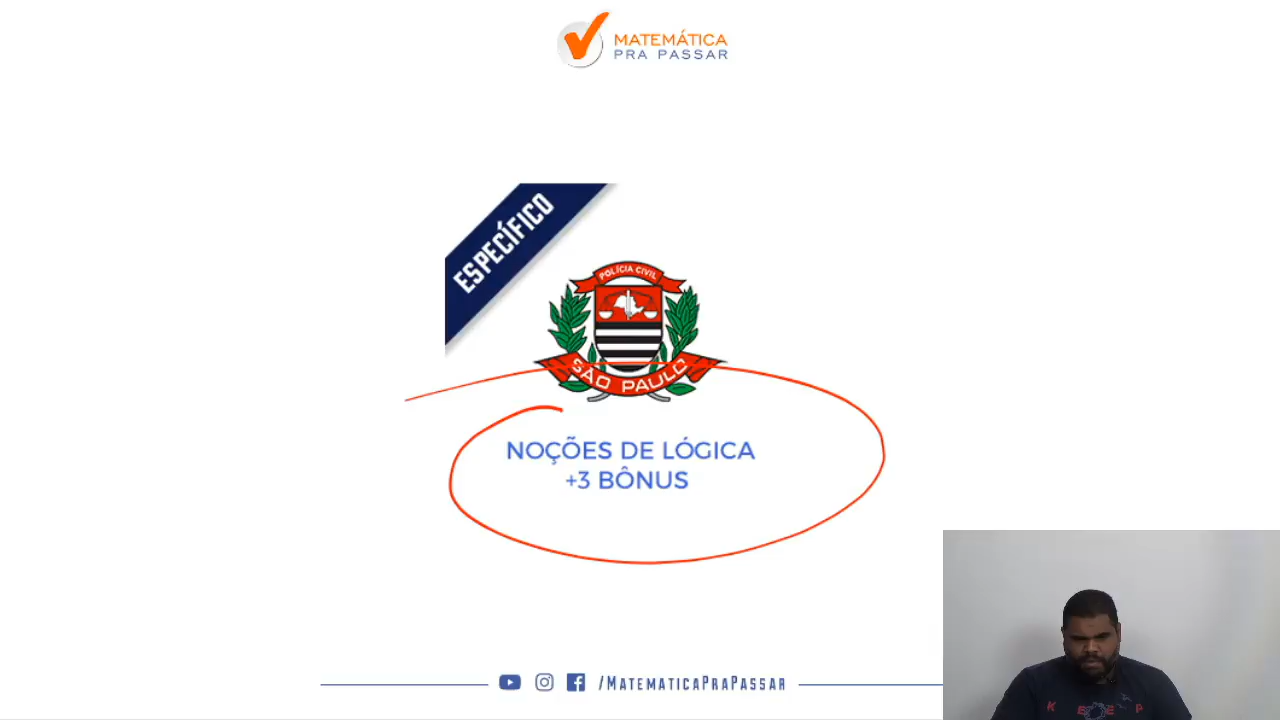 MATEMÁTICA
PRA PASSAR
ESPECÍFICO
POLÍCIA CIVIL
SÃO PAULO
NOÇÕES DE LÓGICA
+3 BÔNUS
/MATEMATICAPRAPASSAR
K E E P